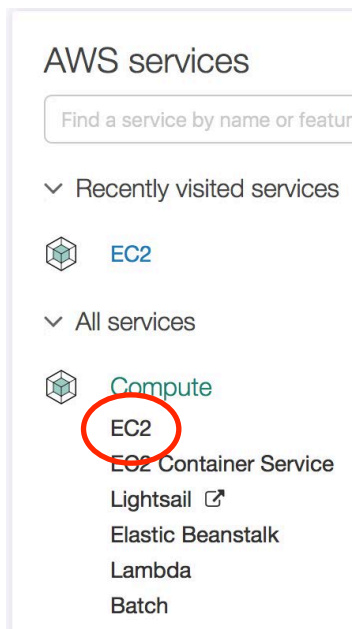 AWS services
Find a service by name or featur
Recently visited services
EC2
All services
Compute
EC2
EC2 Container Service
Lightsail
Elastic Beanstalk
Lambda
Batch